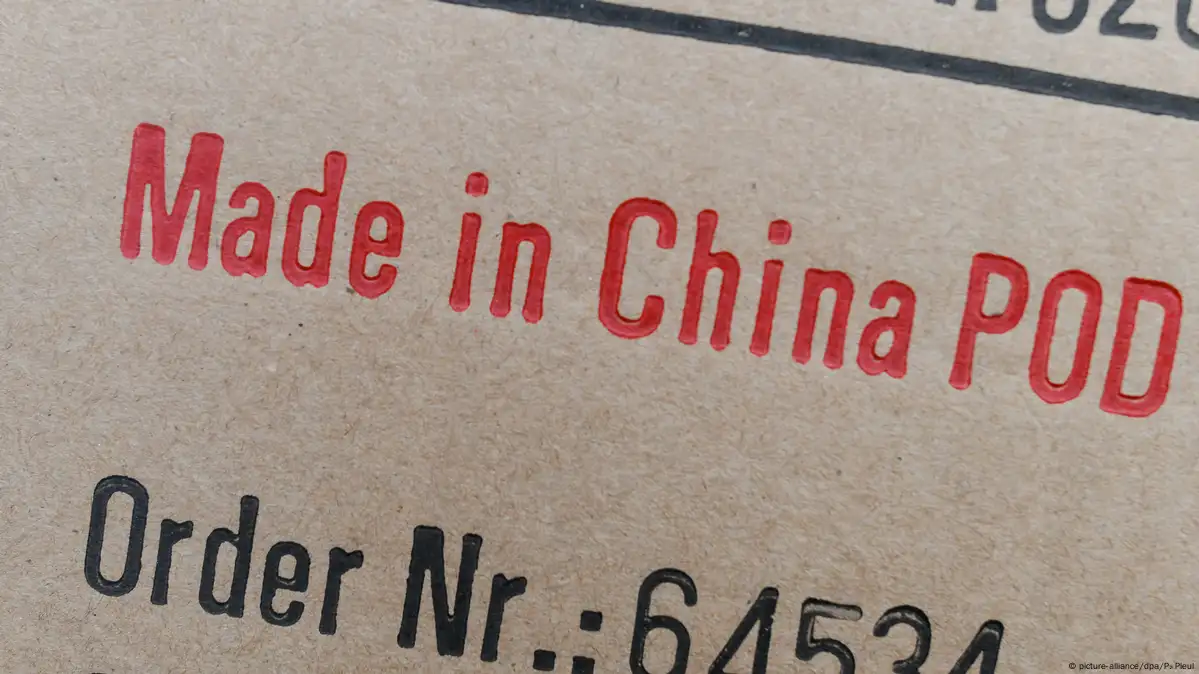 Made in China POD
Order Nr.: 64534
© picture-alliance/dpa/P. Pleul